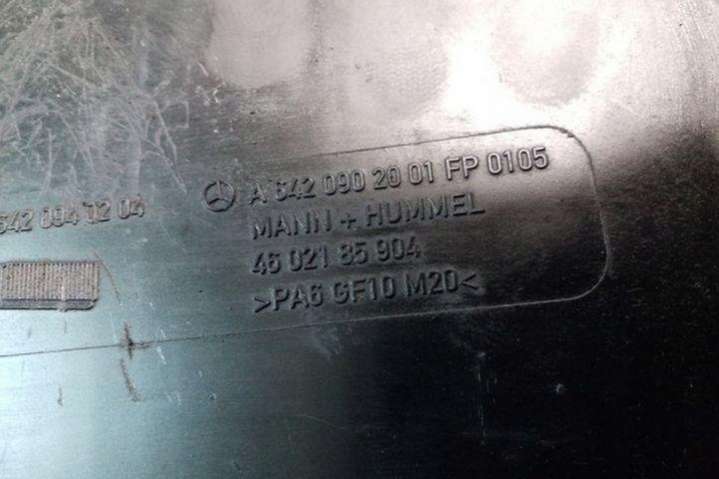 A 642 090 20 01 FP 0105
642 094 12 04
MANN + HUMMEL
46 021 85 904
>PA6 GF10 M20<